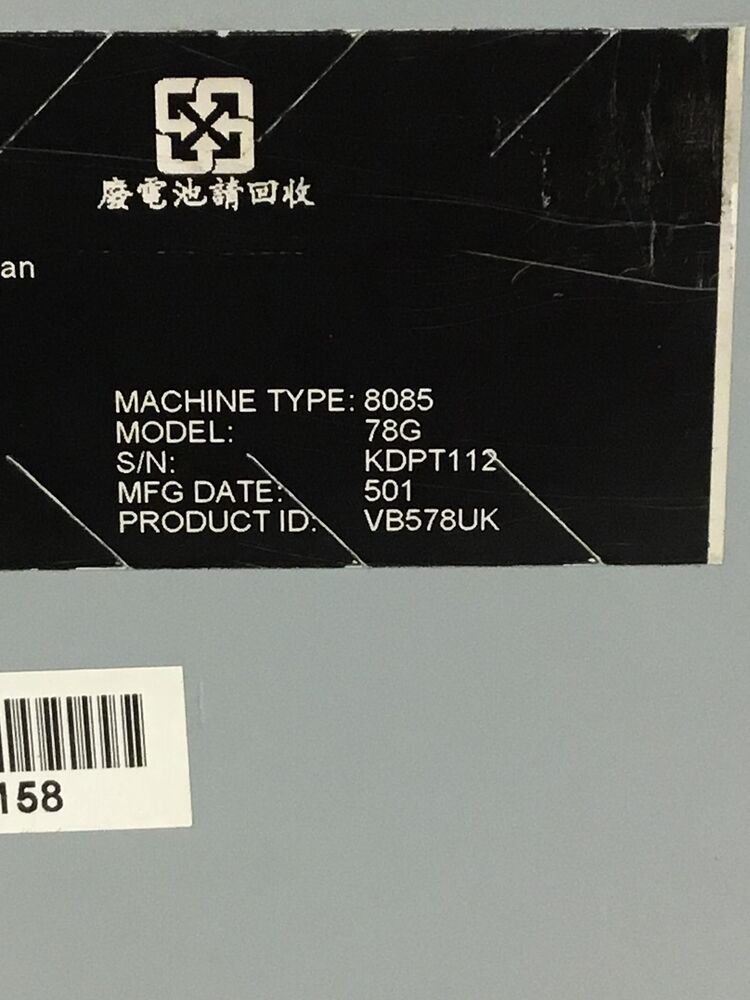 廢電池請回收
an
MACHINE TYPE: 8085
MODEL: 78G
S/N: KDPT112
MFG DATE: 501
PRODUCT ID: VB578UK
158